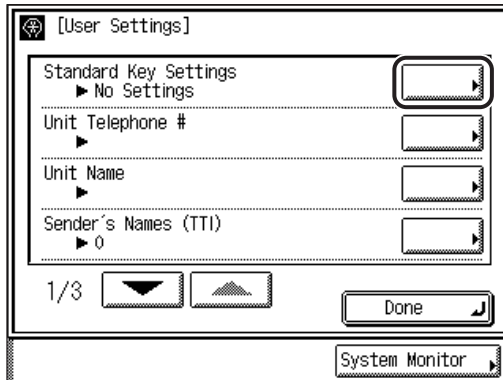 [User Settings]
Standard Key Settings
▶ No Settings
Unit Telephone #
▶
Unit Name
▶
Sender´s Names (TTI)
▶ 0
1/3
Done
System Monitor